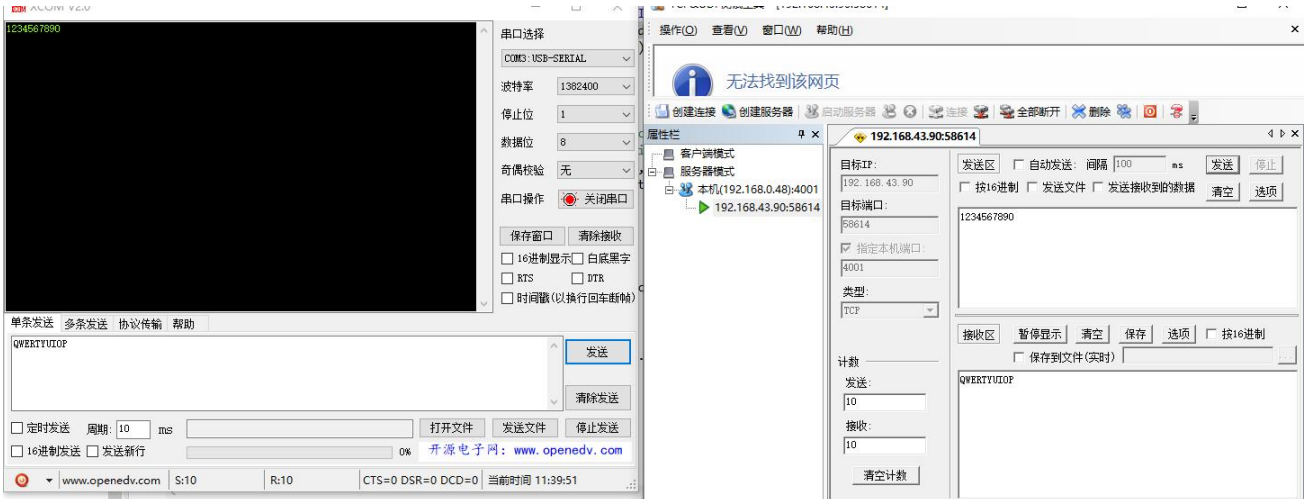 XCOM V2.0
1234567890
串口选择
COM3:USB-SERIAL
波特率 1382400
停止位 1
数据位 8
奇偶校验 无
串口操作 关闭串口
保存窗口 清除接收
16进制显示 白底黑字
RTS DTR
时间戳(以换行回车断帧)
单条发送 多条发送 协议传输 帮助
QWERTYUIOP
发送
清除发送
定时发送 周期: 10 ms 打开文件 发送文件 停止发送
16进制发送 发送新行 0% 开源电子网: www.openedv.com
www.openedv.com S:10 R:10 CTS=0 DSR=0 DCD=0 当前时间 11:39:51
操作(O) 查看(V) 窗口(W) 帮助(H)
无法找到该网页
创建连接 创建服务器 启动服务器 连接 全部断开 删除
属性栏
客户端模式
服务器模式
本机(192.168.0.48):4001
192.168.43.90:58614
192.168.43.90:58614
目标IP:
192.168.43.90
目标端口:
58614
指定本机端口:
4001
类型:
TCP
计数
发送:
10
接收:
10
清空计数
发送区 自动发送: 间隔 100 ms 发送 停止
按16进制 发送文件 发送接收到的数据 清空 选项
1234567890
接收区 暂停显示 清空 保存 选项 按16进制
保存到文件(实时) ...
QWERTYUIOP